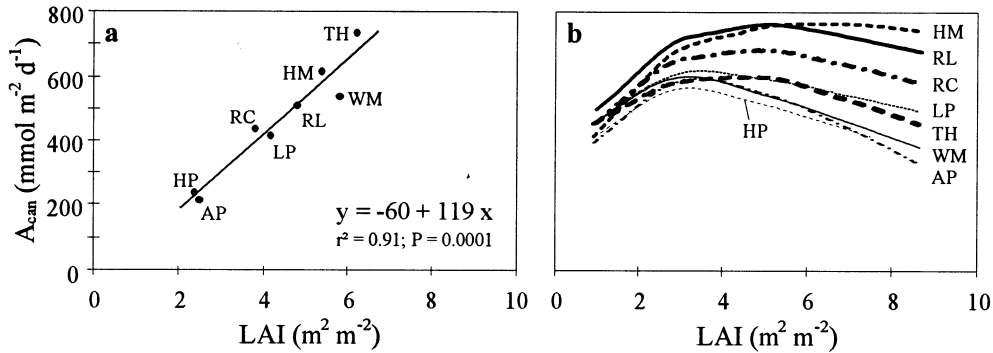 a
A_can (mmol m⁻² d⁻¹)
800
600
400
200
0
TH
HM
WM
RC
RL
LP
HP
AP
y = -60 + 119 x
r² = 0.91; P = 0.0001
0 2 4 6 8 10
LAI (m² m⁻²)
b
HM
RL
RC
LP
TH
WM
AP
HP
0 2 4 6 8 10
LAI (m² m⁻²)